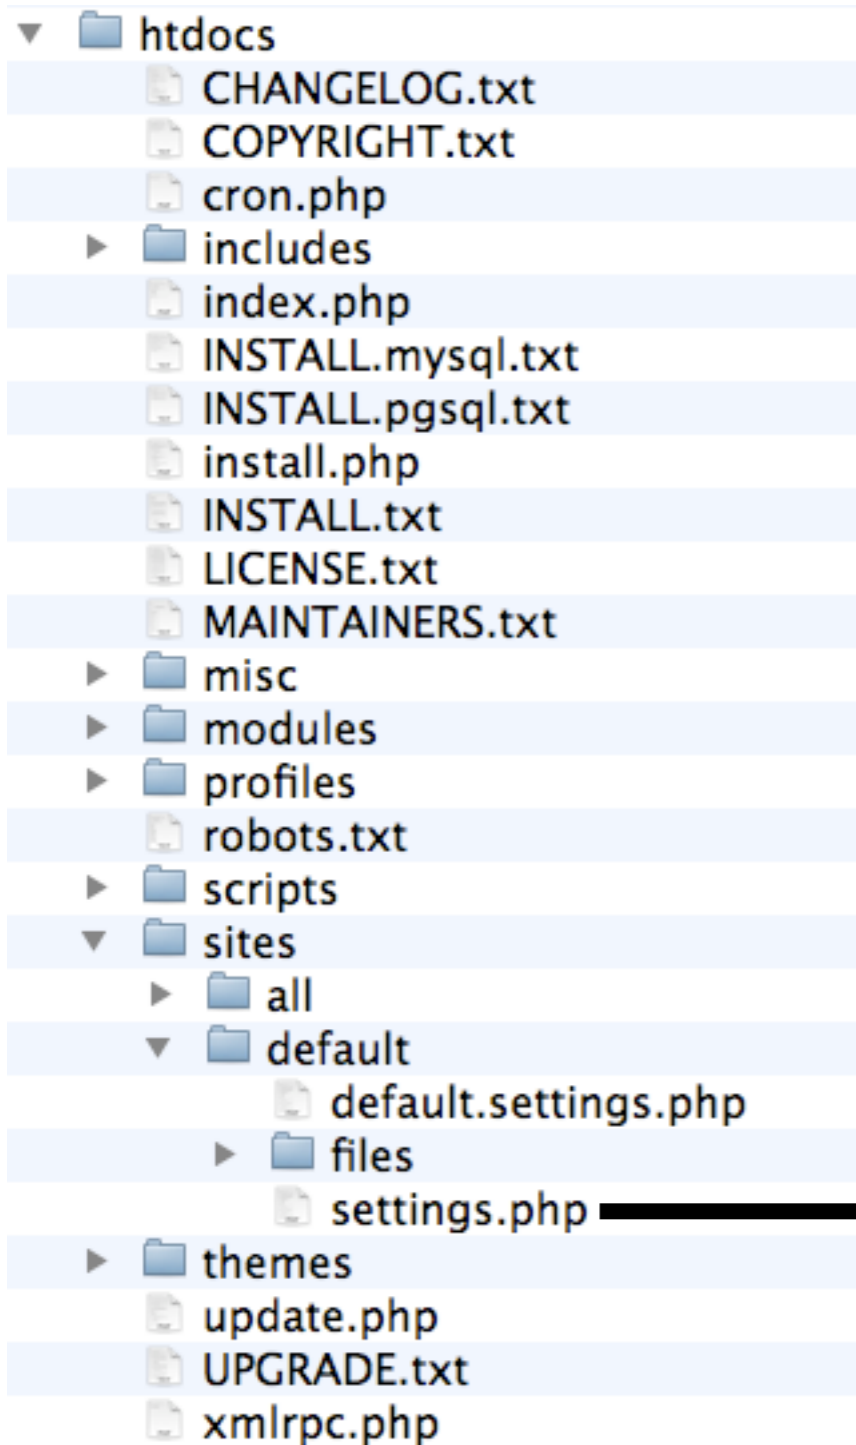 htdocs
CHANGELOG.txt
COPYRIGHT.txt
cron.php
includes
index.php
INSTALL.mysql.txt
INSTALL.pgsql.txt
install.php
INSTALL.txt
LICENSE.txt
MAINTAINERS.txt
misc
modules
profiles
robots.txt
scripts
sites
all
default
default.settings.php
files
settings.php
themes
update.php
UPGRADE.txt
xmlrpc.php